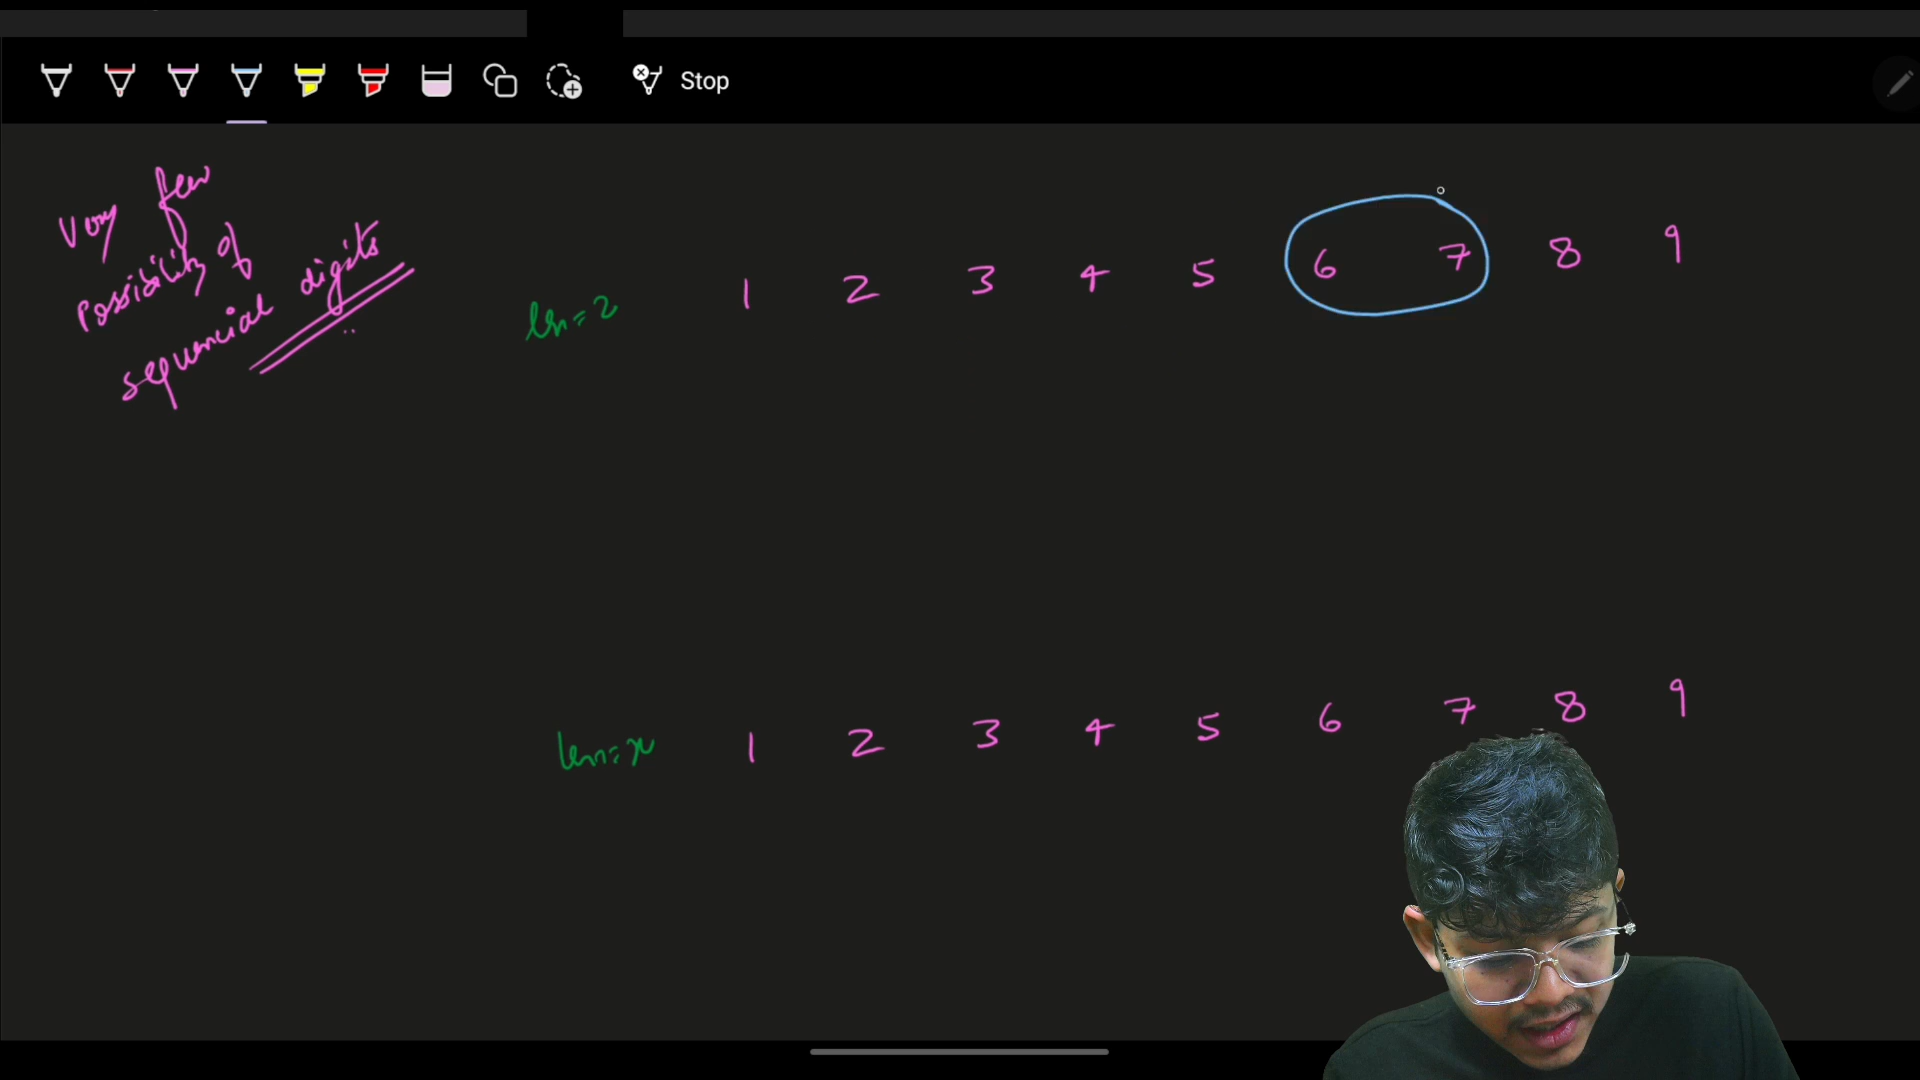 Stop
Very few
possibility of
sequencial digits
len=2 1 2 3 4 5 6 7 8 9
len=x 1 2 3 4 5 6 7 8 9